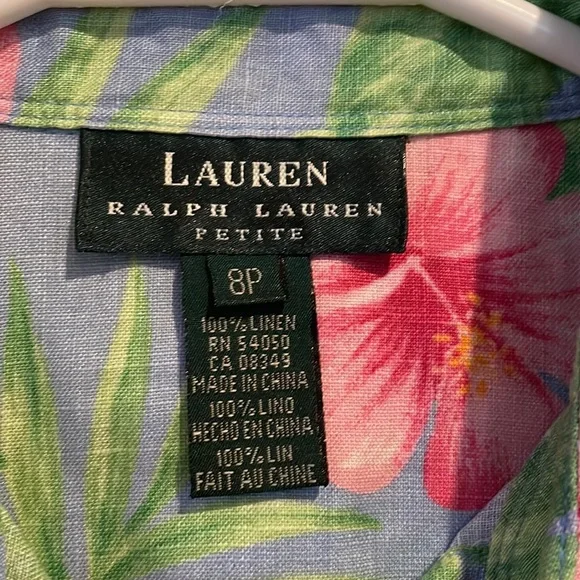 LAUREN
RALPH LAUREN
PETITE
8P
100% LINEN
RN 54050
CA 08349
MADE IN CHINA
100% LINO
HECHO EN CHINA
100% LIN
FAIT AU CHINE